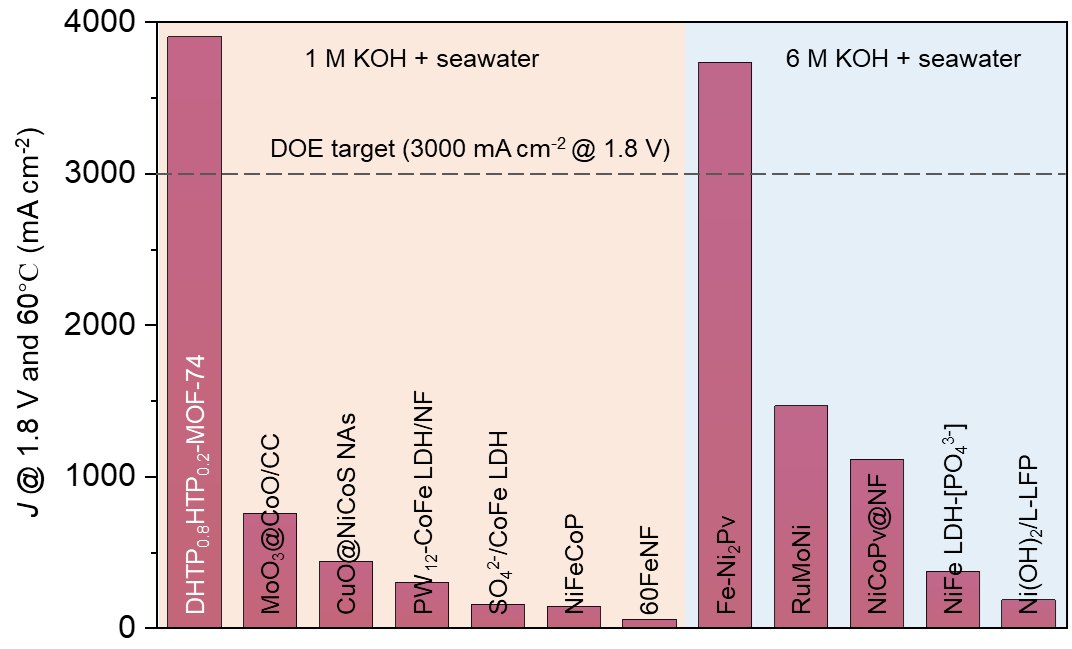 4000
3000
2000
1000
0
J @ 1.8 V and 60℃ (mA cm⁻²)
1 M KOH + seawater
6 M KOH + seawater
DOE target (3000 mA cm⁻² @ 1.8 V)
DHTP₀.₈HTP₀.₂-MOF-74
MoO₃@CoO/CC
CuO@NiCoS NAs
PW₁₂-CoFe LDH/NF
SO₄²⁻/CoFe LDH
NiFeCoP
60FeNF
Fe-Ni₂Pv
RuMoNi
NiCoPv@NF
NiFe LDH-[PO₄³⁻]
Ni(OH)₂/L-LFP